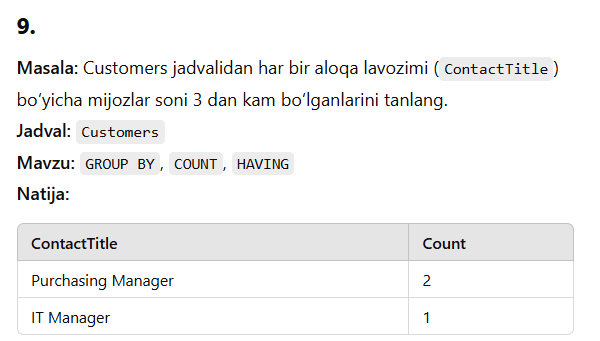 9.
Masala: Customers jadvalidan har bir aloqa lavozimi ( ContactTitle )
bo‘yicha mijozlar soni 3 dan kam bo‘lganlarini tanlang.
Jadval: Customers
Mavzu: GROUP BY , COUNT , HAVING
Natija:
ContactTitle Count
Purchasing Manager 2
IT Manager 1